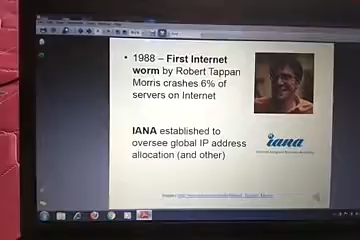 • 1988 – First Internet
worm by Robert Tappan
Morris crashes 6% of
servers on Internet
IANA established to
oversee global IP address
allocation (and other)
iana